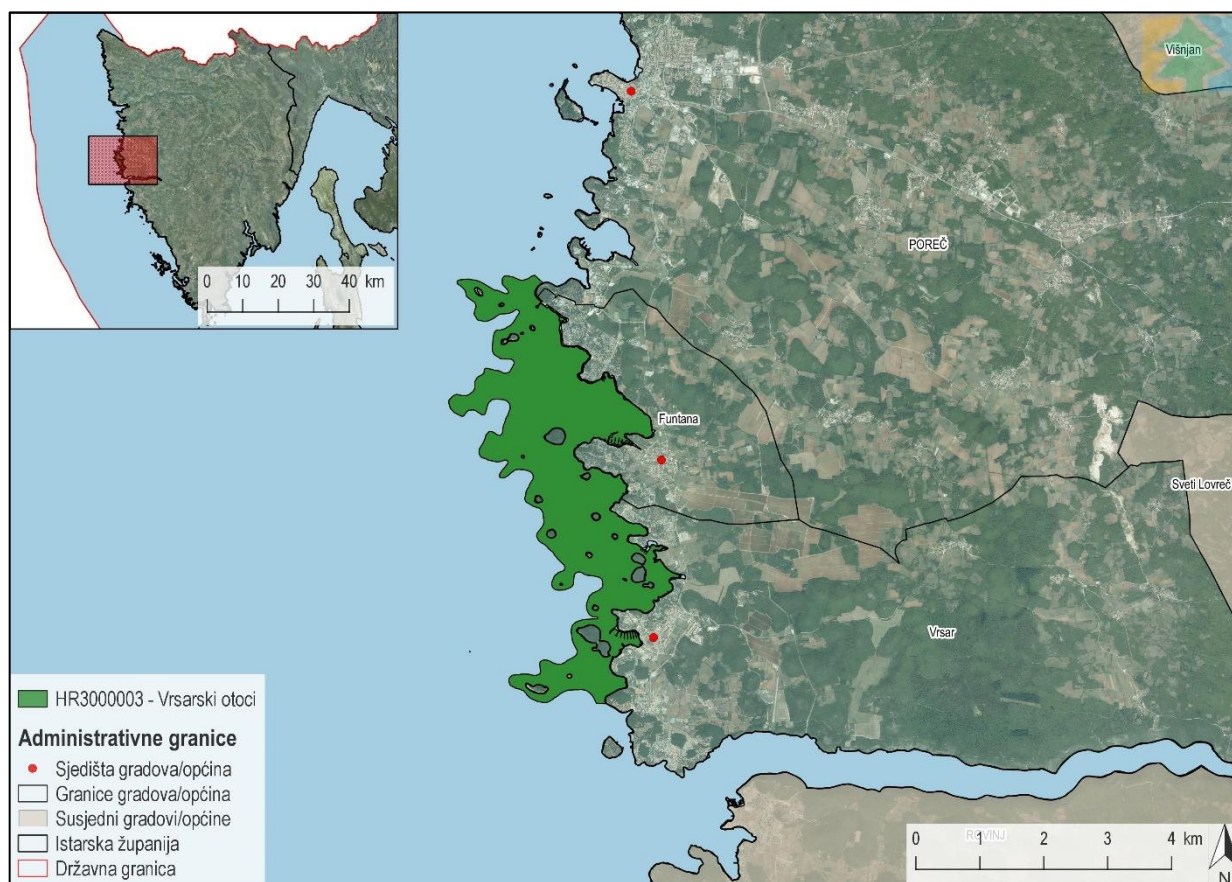 0 10 20 30 40 km
Višnjan
POREČ
Funtana
Sveti Lovreč
Vrsar
ROVINJ
HR3000003 - Vrsarski otoci
Administrativne granice
Sjedišta gradova/općina
Granice gradova/općina
Susjedni gradovi/općine
Istarska županija
Državna granica
0 1 2 3 4 km
N